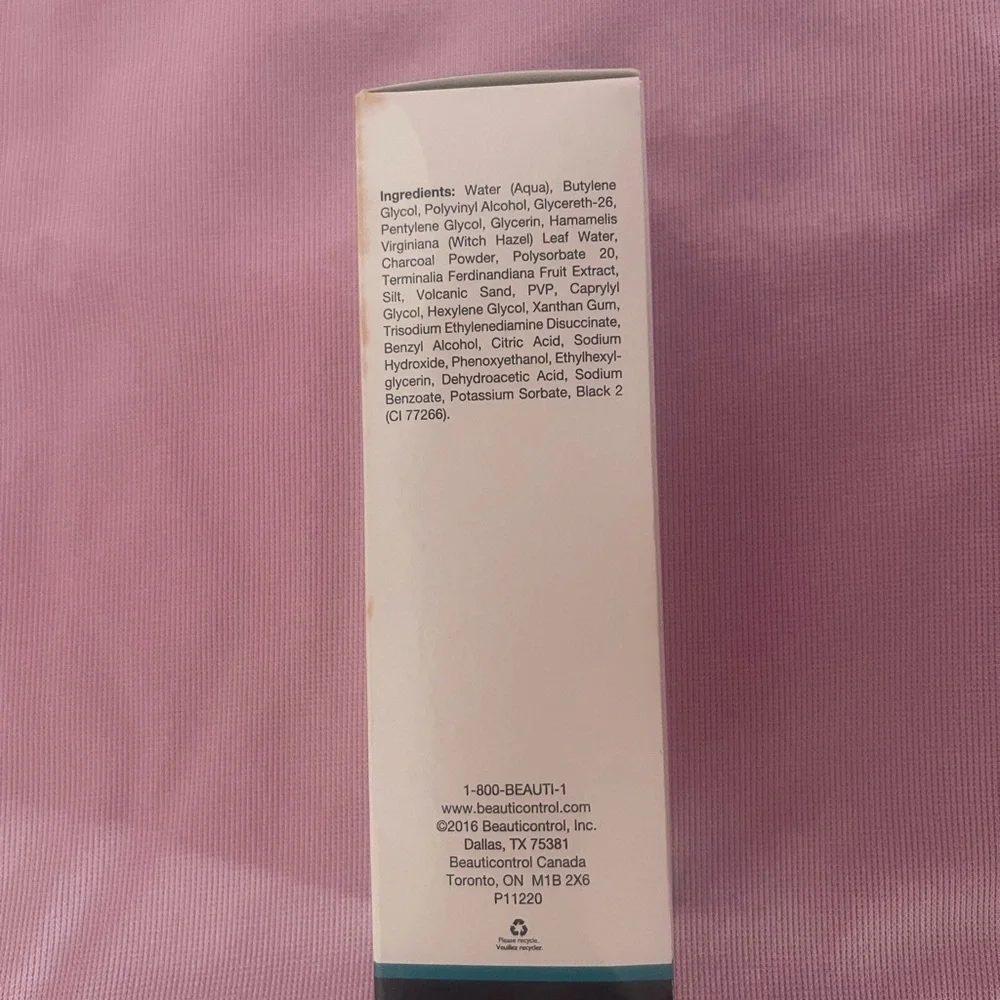 Ingredients: Water (Aqua), Butylene
Glycol, Polyvinyl Alcohol, Glycereth-26,
Pentylene Glycol, Glycerin, Hamamelis
Virginiana (Witch Hazel) Leaf Water,
Charcoal Powder, Polysorbate 20,
Terminalia Ferdinandiana Fruit Extract,
Silt, Volcanic Sand, PVP, Caprylyl
Glycol, Hexylene Glycol, Xanthan Gum,
Trisodium Ethylenediamine Disuccinate,
Benzyl Alcohol, Citric Acid, Sodium
Hydroxide, Phenoxyethanol, Ethylhexyl-
glycerin, Dehydroacetic Acid, Sodium
Benzoate, Potassium Sorbate, Black 2
(CI 77266).
1-800-BEAUTI-1
www.beauticontrol.com
©2016 Beauticontrol, Inc.
Dallas, TX 75381
Beauticontrol Canada
Toronto, ON M1B 2X6
P11220
Please recycle.
Veuillez recycler.